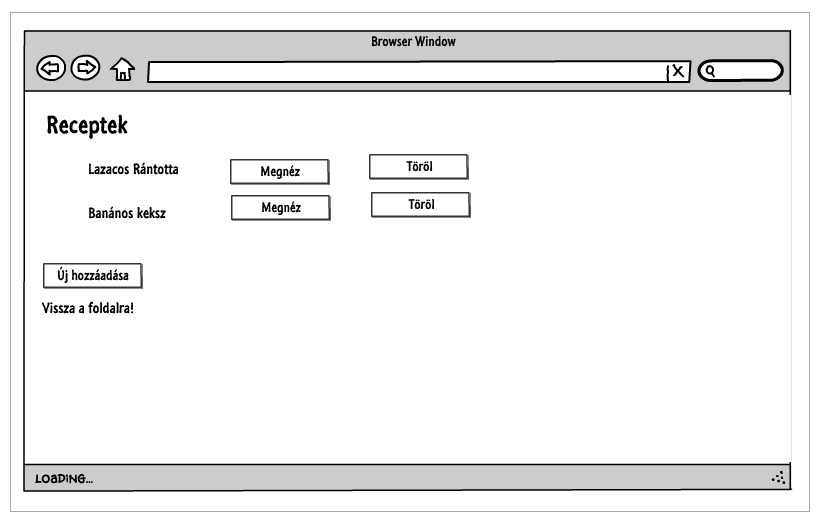 Browser Window
Receptek
Lazacos Rántotta Megnéz Töröl
Banános keksz Megnéz Töröl
Új hozzáadása
Vissza a foldalra!
LOADING...